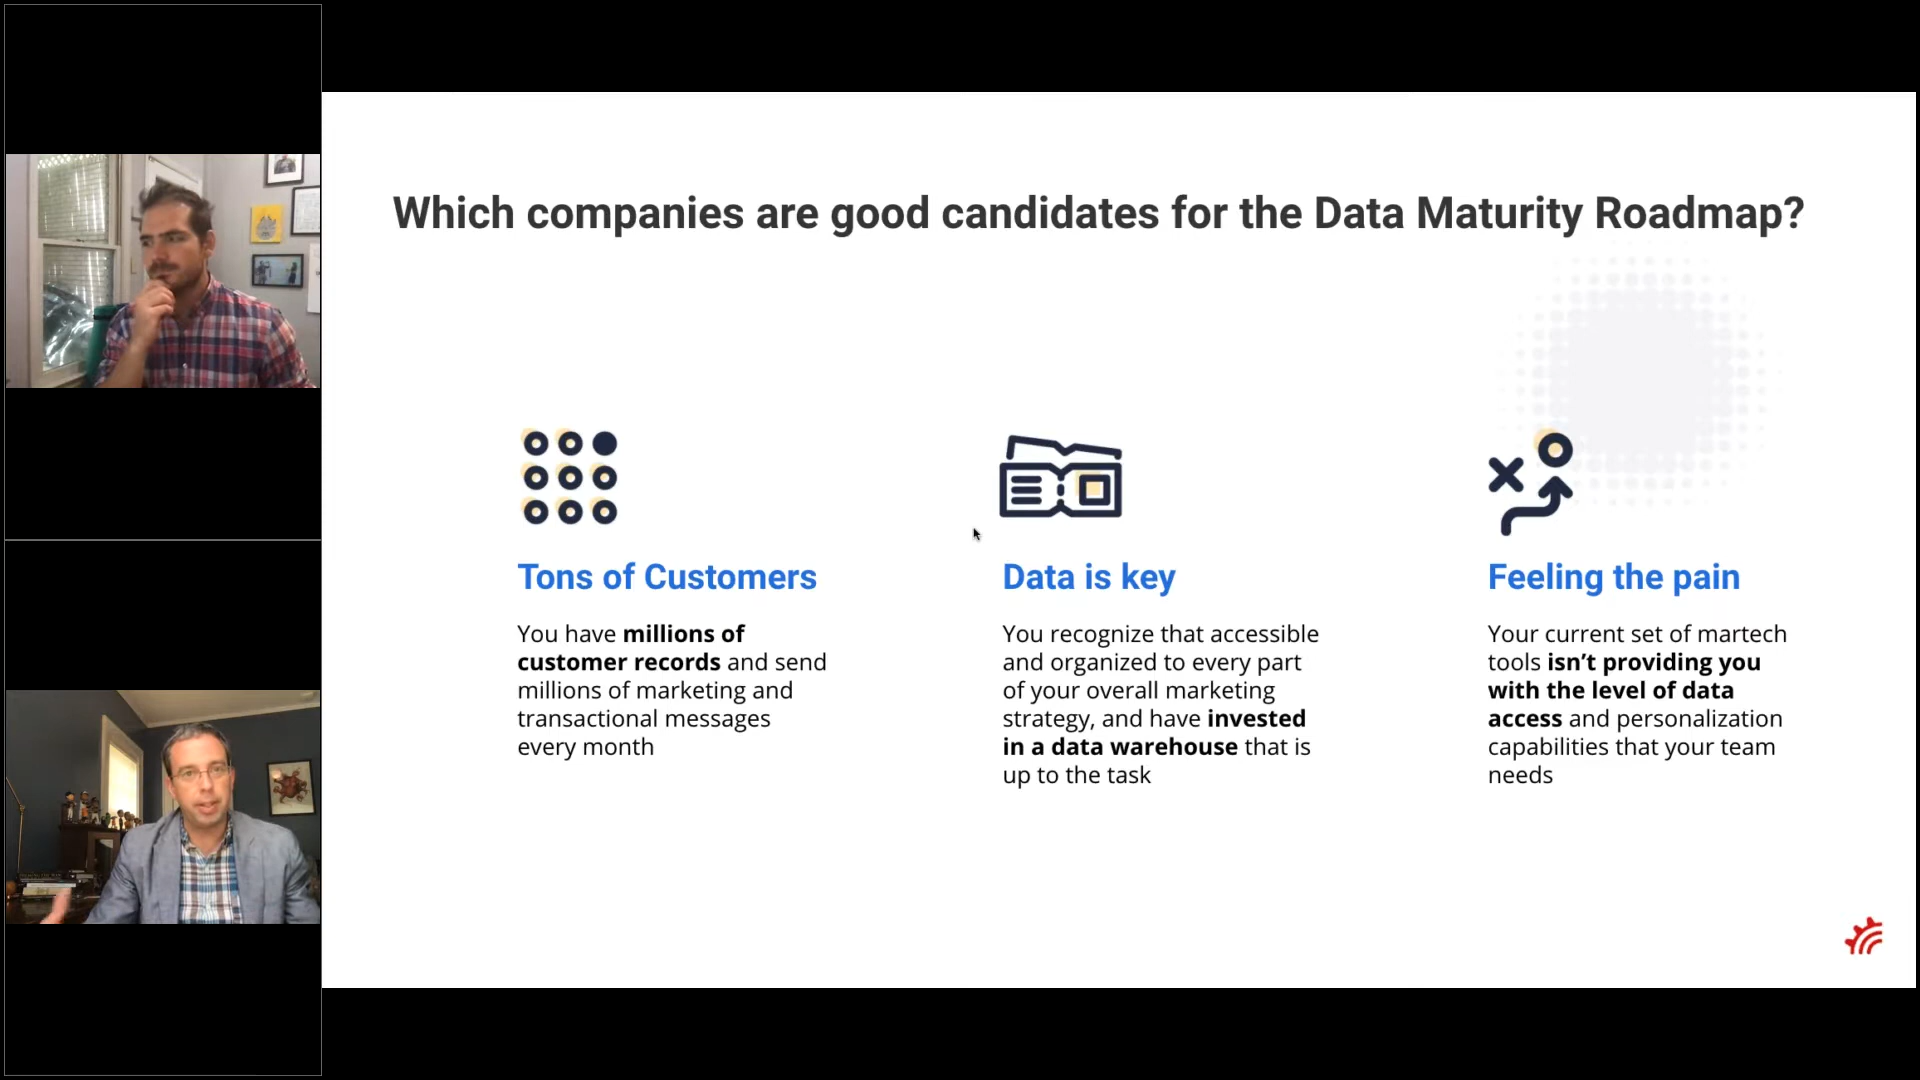 Which companies are good candidates for the Data Maturity Roadmap?
Tons of Customers
You have millions of
customer records and send
millions of marketing and
transactional messages
every month
Data is key
You recognize that accessible
and organized to every part
of your overall marketing
strategy, and have invested
in a data warehouse that is
up to the task
Feeling the pain
Your current set of martech
tools isn’t providing you
with the level of data
access and personalization
capabilities that your team
needs